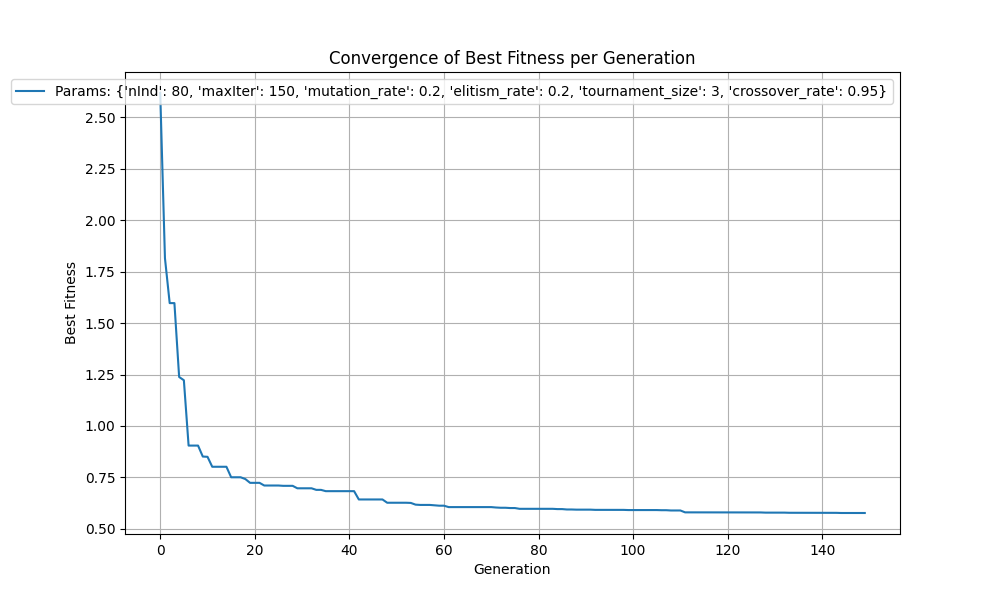 Convergence of Best Fitness per Generation
Params: {'nInd': 80, 'maxIter': 150, 'mutation_rate': 0.2, 'elitism_rate': 0.2, 'tournament_size': 3, 'crossover_rate': 0.95}
2.50
2.25
2.00
1.75
1.50
1.25
1.00
0.75
0.50
Best Fitness
0 20 40 60 80 100 120 140
Generation